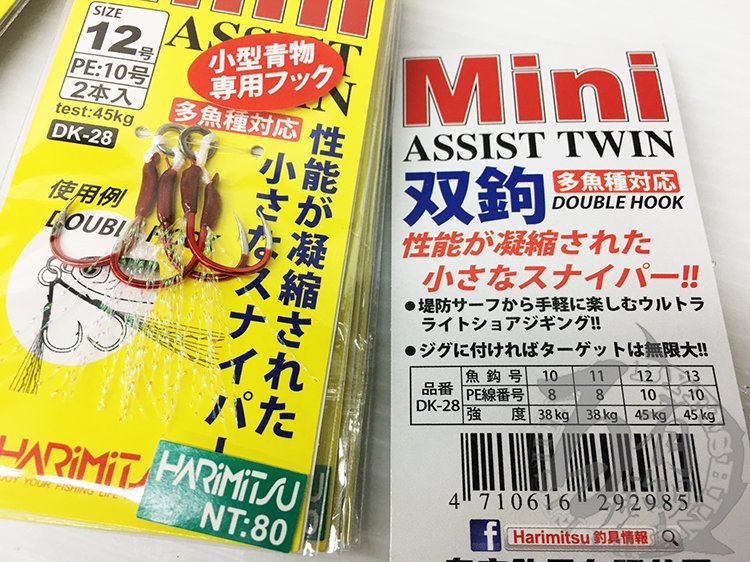 Mini
SIZE
12号
PE:10号
2本入
test:45kg
DK-28
ASSIST
小型青物
専用フック
多魚種対応
性能が凝縮された
小さなスナイパー
使用例
DOUBLE
HARiMiTSU
ENJOY YOUR FISHING LIFE
HARiMiTSU
NT:80
Mini
ASSIST TWIN
双鉤
多魚種対応
DOUBLE HOOK
性能が凝縮された
小さなスナイパー!!
●堤防サーフから手軽に楽しむウルトラ
ライトショアジギング!!
●ジグに付ければターゲットは無限大!!
品番 魚鉤号 10 11 12 13
DK-28 PE線番号 8 8 10 10
強度 38kg 38kg 45kg 45kg
4 710616 292985
f Harimitsu 釣具情報